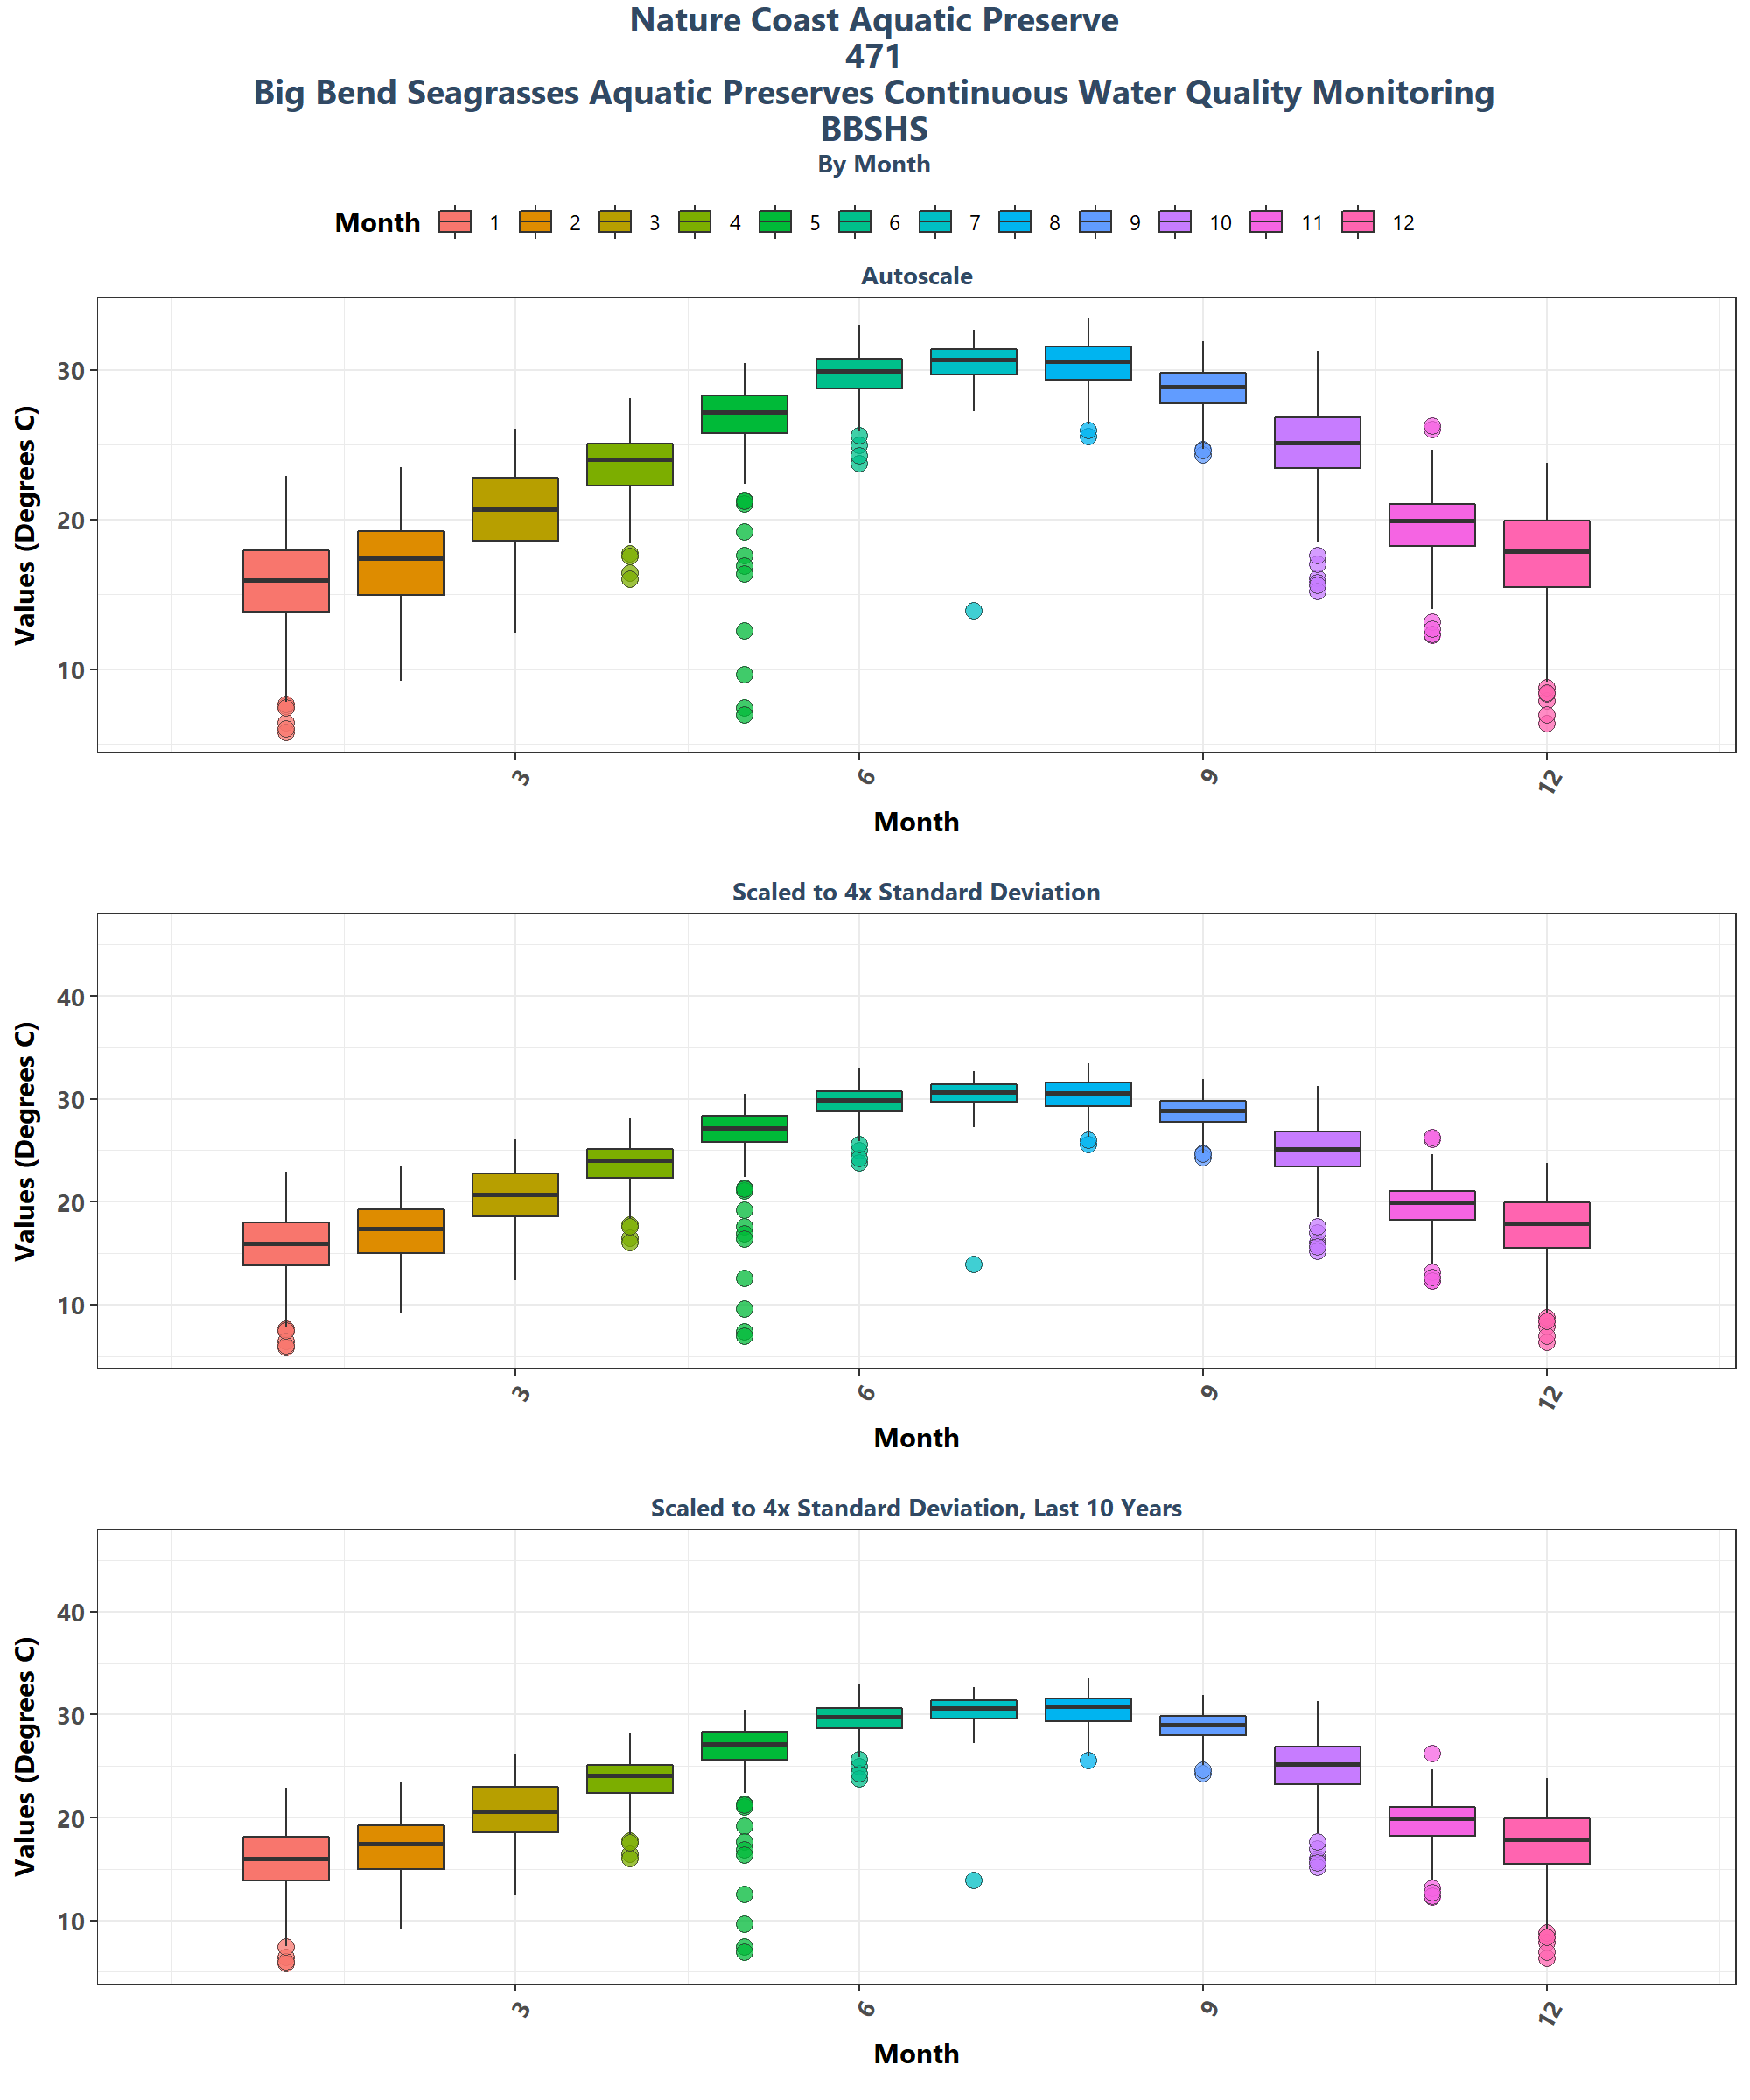 Nature Coast Aquatic Preserve
471
Big Bend Seagrasses Aquatic Preserves Continuous Water Quality Monitoring
BBSHS
By Month
Month 1 2 3 4 5 6 7 8 9 10 11 12
Autoscale
Values (Degrees C)
30
20
10
3 6 9 12
Month
Scaled to 4x Standard Deviation
Values (Degrees C)
40
30
20
10
3 6 9 12
Month
Scaled to 4x Standard Deviation, Last 10 Years
Values (Degrees C)
40
30
20
10
3 6 9 12
Month